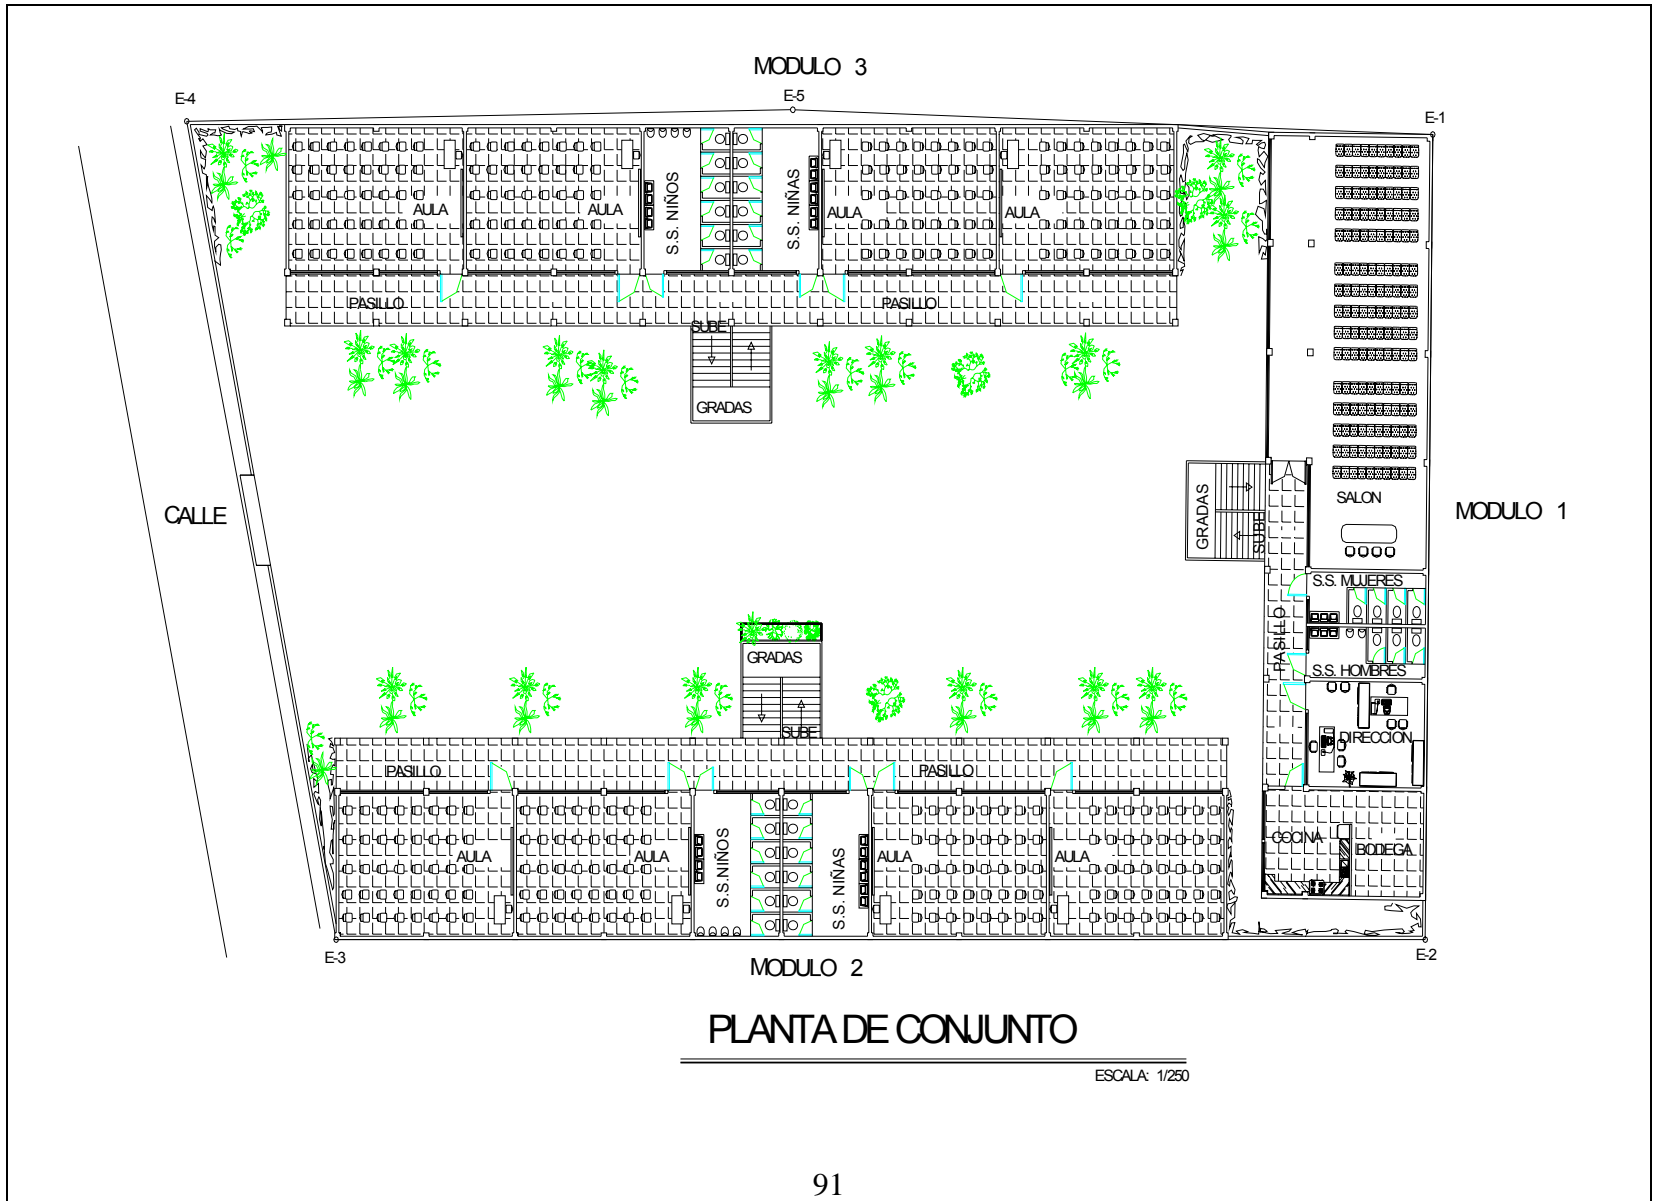 MODULO 3
E-4
E-5
E-1
AULA
AULA
S.S. NIÑOS
S.S. NIÑAS
AULA
AULA
PASILLO
PASILLO
SUBE
GRADAS
CALLE
GRADAS
SUBE
SALON
MODULO 1
S.S. MUJERES
PASILLO
S.S. HOMBRES
DIRECCION
COCINA
BODEGA
GRADAS
SUBE
PASILLO
PASILLO
AULA
AULA
S.S.NIÑOS
S.S. NIÑAS
AULA
AULA
E-3
E-2
MODULO 2
PLANTA DE CONJUNTO
ESCALA: 1/250
91